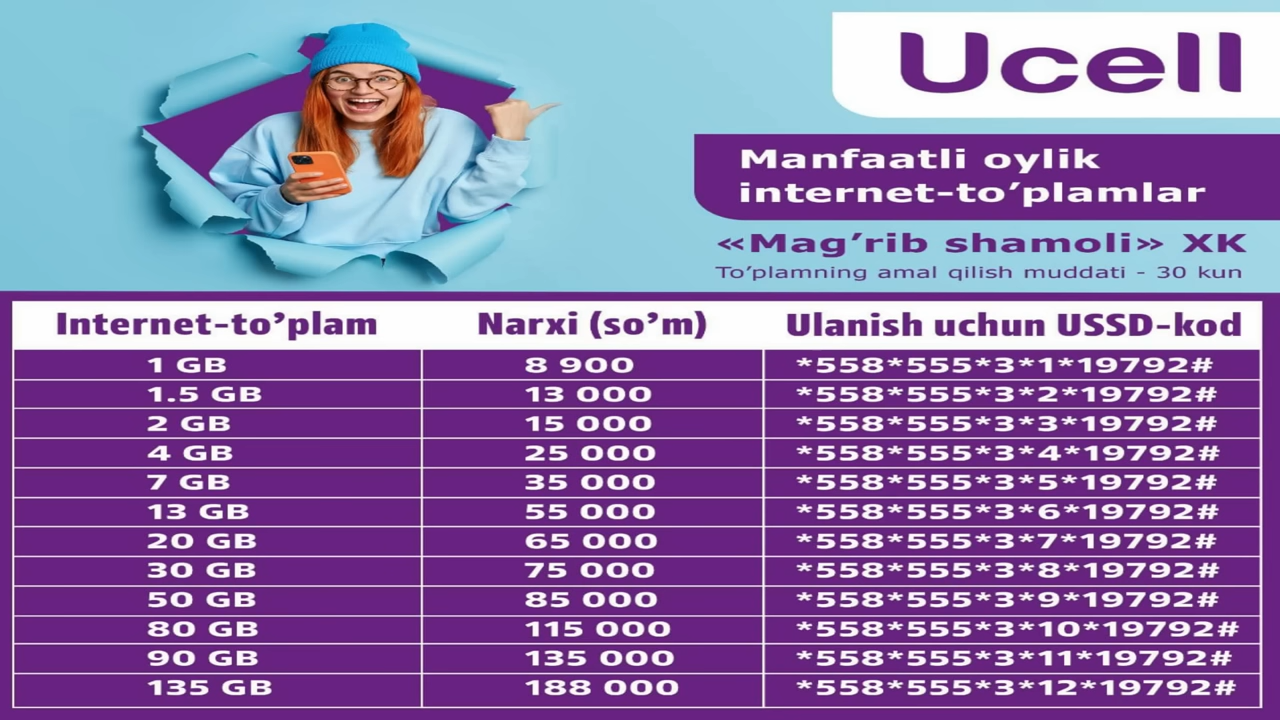 Ucell
Manfaatli oylik
internet-to’plamlar
«Mag’rib shamoli» XK
To’plamning amal qilish muddati - 30 kun
Internet-to’plam Narxi (so’m) Ulanish uchun USSD-kod
1 GB 8 900 *558*555*3*1*19792#
1.5 GB 13 000 *558*555*3*2*19792#
2 GB 15 000 *558*555*3*3*19792#
4 GB 25 000 *558*555*3*4*19792#
7 GB 35 000 *558*555*3*5*19792#
13 GB 55 000 *558*555*3*6*19792#
20 GB 65 000 *558*555*3*7*19792#
30 GB 75 000 *558*555*3*8*19792#
50 GB 85 000 *558*555*3*9*19792#
80 GB 115 000 *558*555*3*10*19792#
90 GB 135 000 *558*555*3*11*19792#
135 GB 188 000 *558*555*3*12*19792#